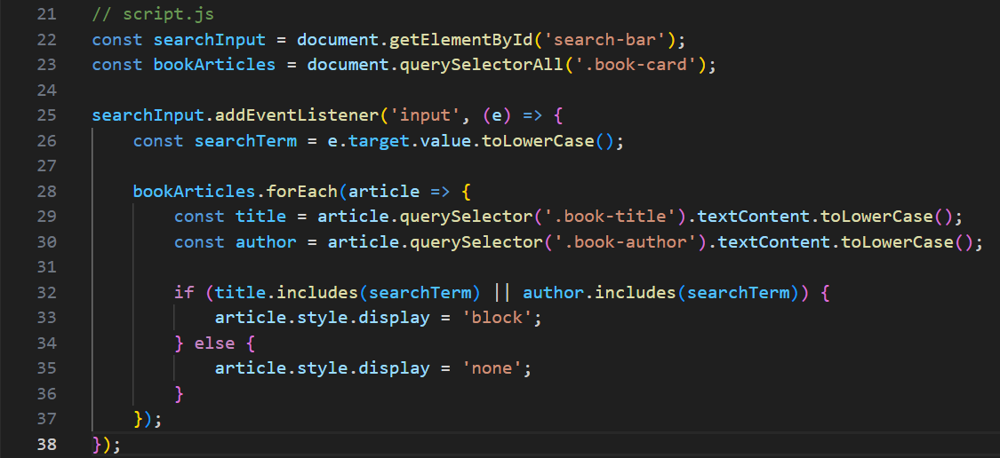 21 // script.js
22 const searchInput = document.getElementById('search-bar');
23 const bookArticles = document.querySelectorAll('.book-card');
24
25 searchInput.addEventListener('input', (e) => {
26     const searchTerm = e.target.value.toLowerCase();
27
28     bookArticles.forEach(article => {
29         const title = article.querySelector('.book-title').textContent.toLowerCase();
30         const author = article.querySelector('.book-author').textContent.toLowerCase();
31
32         if (title.includes(searchTerm) || author.includes(searchTerm)) {
33             article.style.display = 'block';
34         } else {
35             article.style.display = 'none';
36         }
37     });
38 });